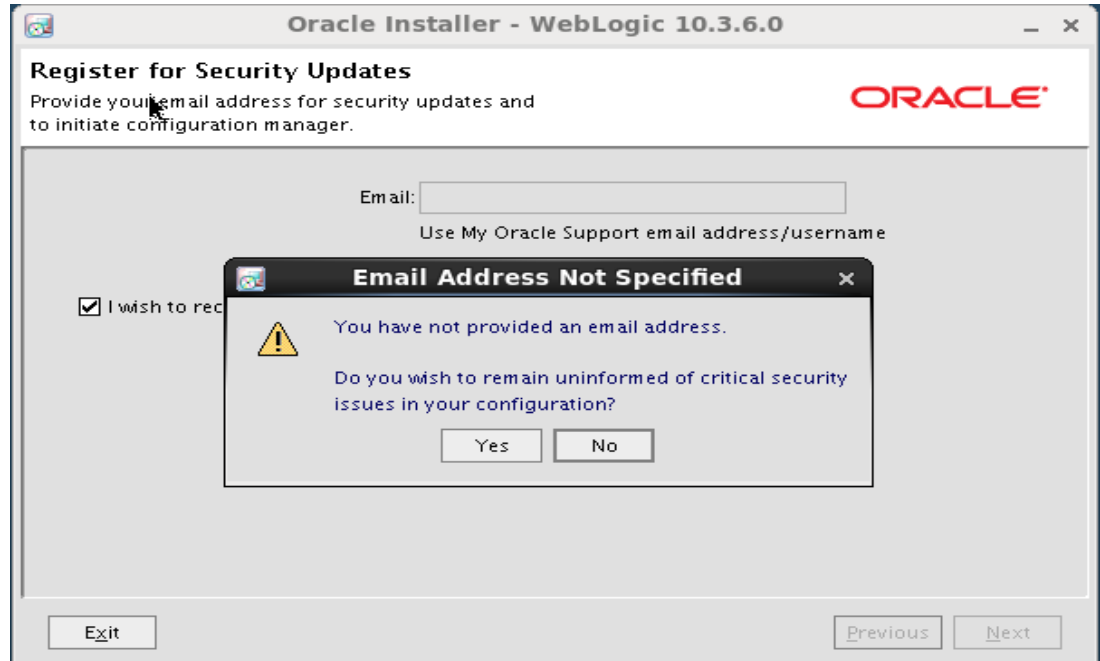 Oracle Installer - WebLogic 10.3.6.0
Register for Security Updates
Provide your email address for security updates and
to initiate configuration manager.
ORACLE
Email:
Use My Oracle Support email address/username
Email Address Not Specified
I wish to rec
You have not provided an email address.
Do you wish to remain uninformed of critical security
issues in your configuration?
Yes No
Exit Previous Next